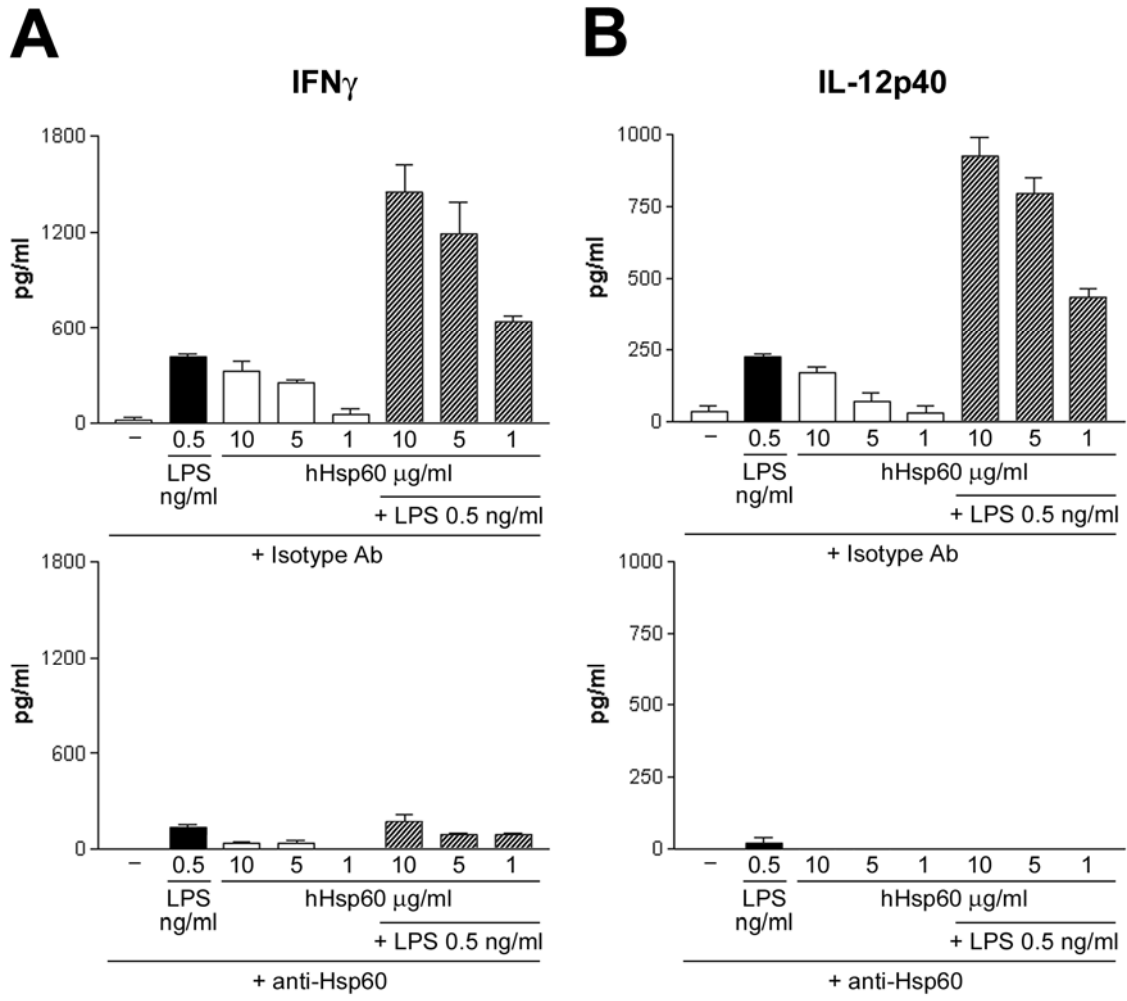 A
IFNγ
1800
1200
600
0
pg/ml
– 0.5 10 5 1 10 5 1
LPS
ng/ml
hHsp60 μg/ml
+ LPS 0.5 ng/ml
+ Isotype Ab
B
IL-12p40
1000
750
500
250
0
pg/ml
– 0.5 10 5 1 10 5 1
LPS
ng/ml
hHsp60 μg/ml
+ LPS 0.5 ng/ml
+ Isotype Ab
1800
1200
600
0
pg/ml
– 0.5 10 5 1 10 5 1
LPS
ng/ml
hHsp60 μg/ml
+ LPS 0.5 ng/ml
+ anti-Hsp60
1000
750
500
250
0
pg/ml
– 0.5 10 5 1 10 5 1
LPS
ng/ml
hHsp60 μg/ml
+ LPS 0.5 ng/ml
+ anti-Hsp60